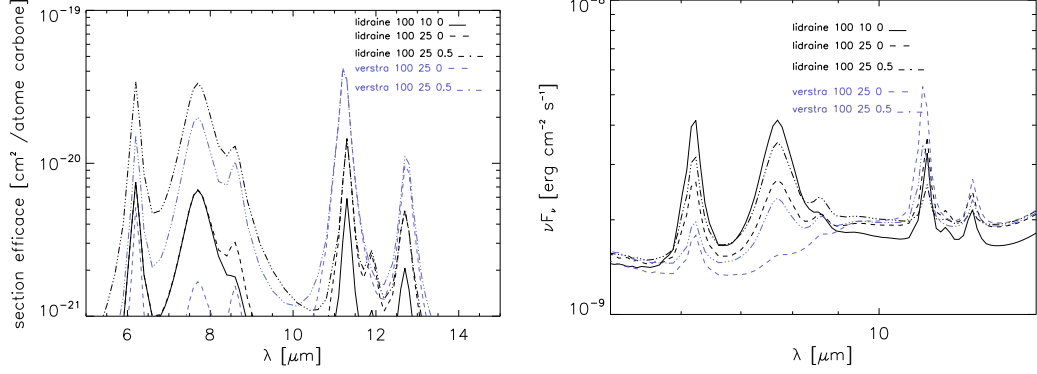 10⁻¹⁹
10⁻²⁰
10⁻²¹
section efficace [cm² /atome carbone]
lidraine 100 10 0
lidraine 100 25 0
lidraine 100 25 0.5
verstra 100 25 0
verstra 100 25 0.5
6 8 10 12 14
λ [μm]
10⁻⁸
10⁻⁹
νFᵥ [erg cm⁻² s⁻¹]
lidraine 100 10 0
lidraine 100 25 0
lidraine 100 25 0.5
verstra 100 25 0
verstra 100 25 0.5
10
λ [μm]